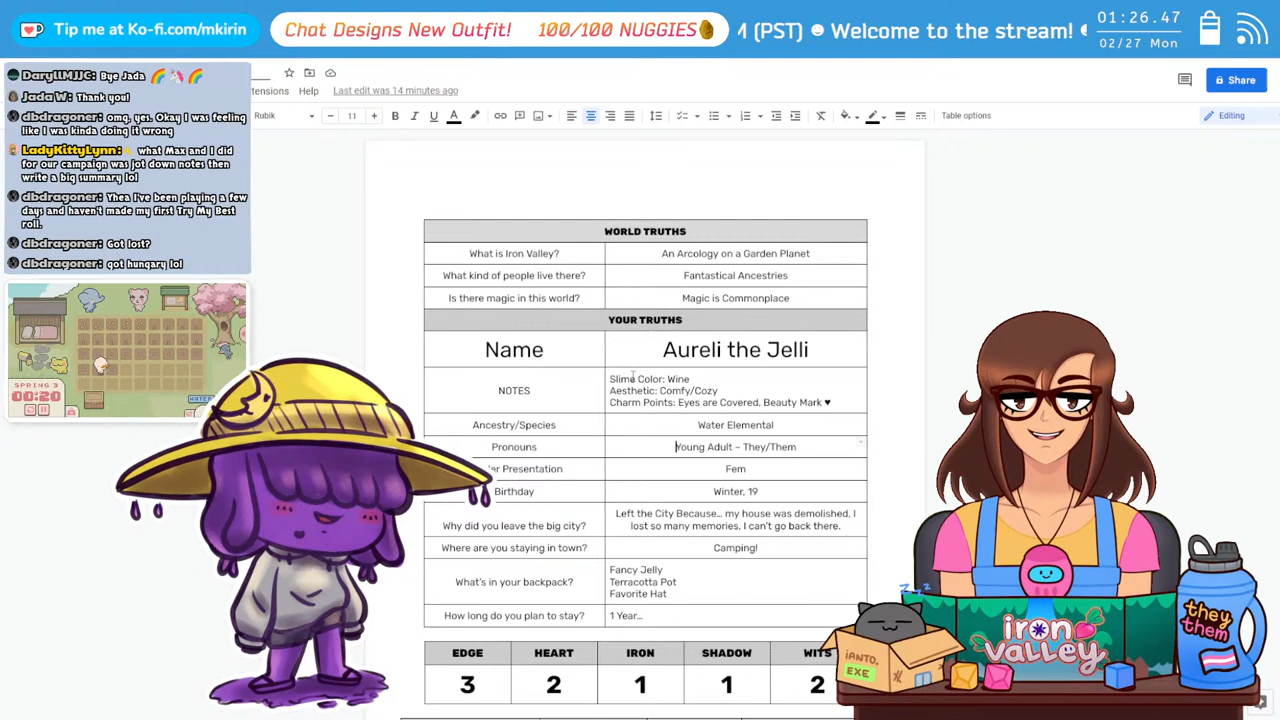 Tip me at Ko-fi.com/mkirin
Chat Designs New Outfit! 100/100 NUGGIES
(PST) Welcome to the stream!
01:26.47
02/27 Mon
DaryllMJJC: Bye Jada
JadaW: Thank you!
dbdragoner: omg, yes. Okay I was feeling
like I was kinda doing it wrong
LadyKittyLynn: what Max and I did
for our campaign was jot down notes then
write a big summary lol
dbdragoner: Yhea I've been playing a few
days and haven't made my first Try My Best
roll.
dbdragoner: Got lost?
dbdragoner: got hungary lol
Help
Last edit was 14 minutes ago
Share
Rubik
11
Table options
Editing
WORLD TRUTHS
What is Iron Valley? An Arcology on a Garden Planet
What kind of people live there? Fantastical Ancestries
Is there magic in this world? Magic is Commonplace
YOUR TRUTHS
Name Aureli the Jelli
NOTES
Slime Color: Wine
Aesthetic: Comfy/Cozy
Charm Points: Eyes are Covered, Beauty Mark ♥
Ancestry/Species Water Elemental
Pronouns Young Adult – They/Them
Presentation Fem
Birthday Winter, 19
Why did you leave the big city?
Left the City Because... my house was demolished, I
lost so many memories, I can't go back there.
Where are you staying in town? Camping!
What's in your backpack?
Fancy Jelly
Terracotta Pot
Favorite Hat
How long do you plan to stay? 1 Year...
EDGE HEART IRON SHADOW WITS
3 2 1 1 2
SPRING 3
00:20
IANTO.
EXE
iron
valley
they
them